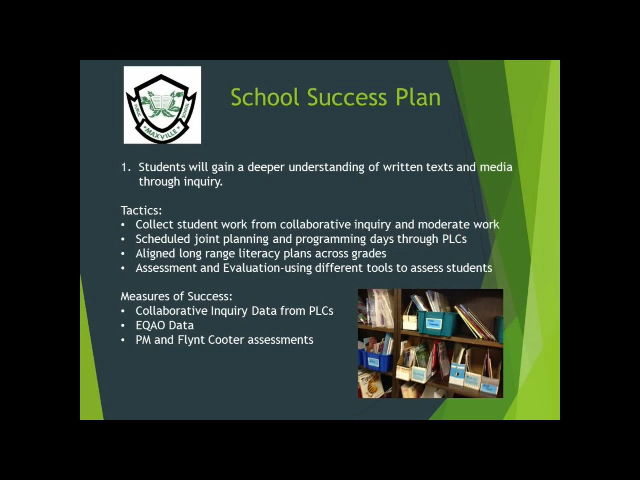 School Success Plan
MAXVILLE
1. Students will gain a deeper understanding of written texts and media
through inquiry.
Tactics:
• Collect student work from collaborative inquiry and moderate work
• Scheduled joint planning and programming days through PLCs
• Aligned long range literacy plans across grades
• Assessment and Evaluation-using different tools to assess students
Measures of Success:
• Collaborative Inquiry Data from PLCs
• EQAO Data
• PM and Flynt Cooter assessments